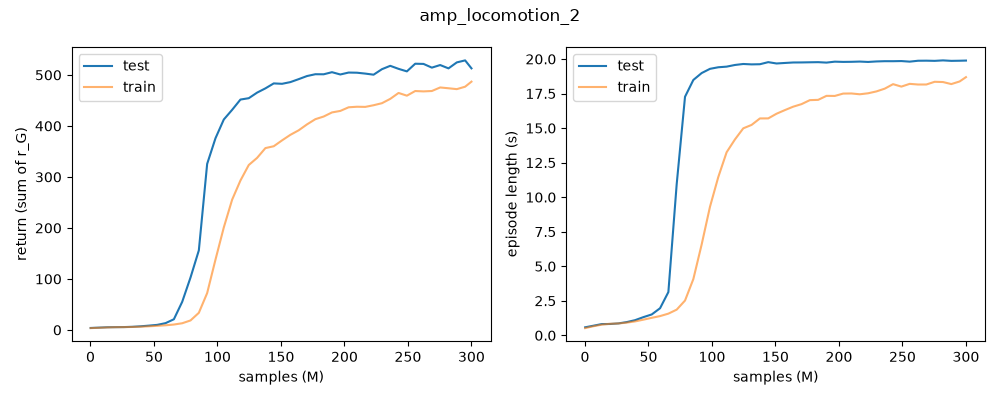 amp_locomotion_2
return (sum of r_G)
500
400
300
200
100
0
test
train
0 50 100 150 200 250 300
samples (M)
episode length (s)
20.0
17.5
15.0
12.5
10.0
7.5
5.0
2.5
0.0
test
train
0 50 100 150 200 250 300
samples (M)